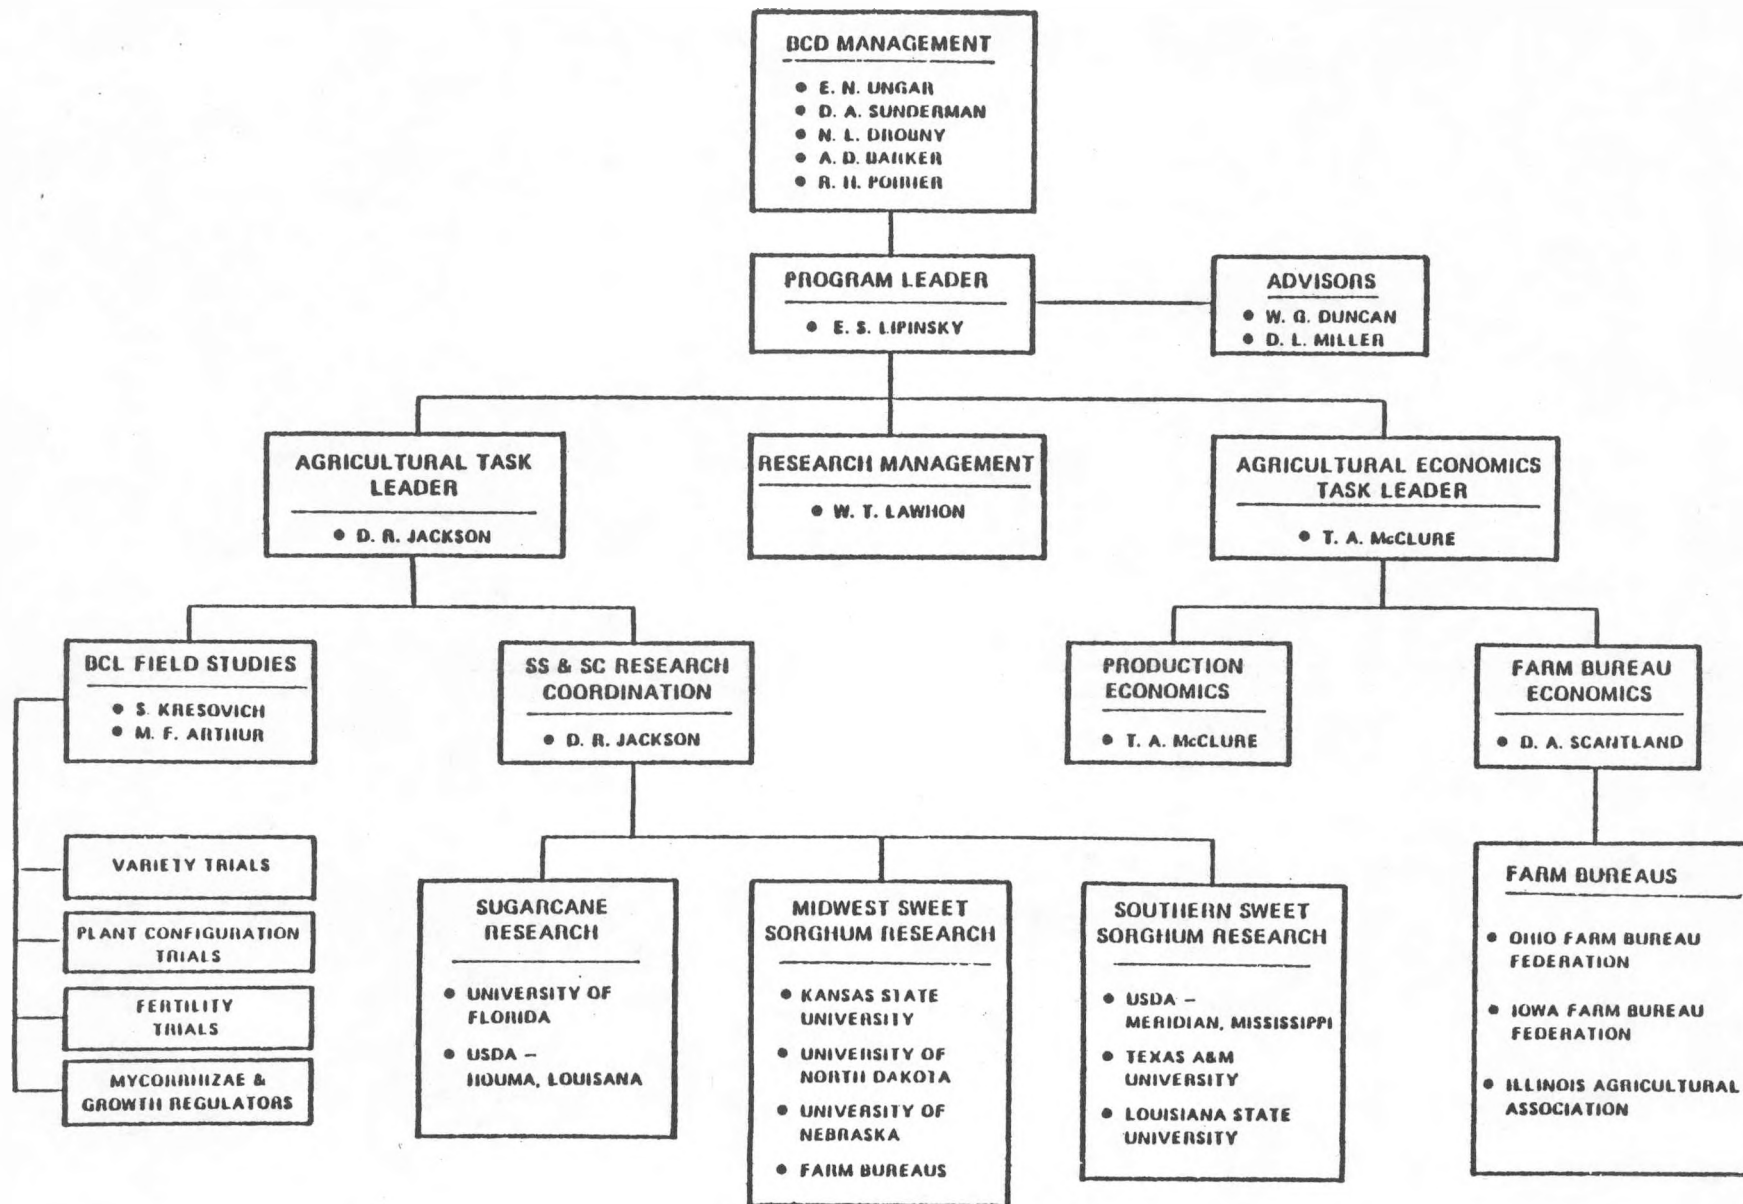 BCD MANAGEMENT
● E. N. UNGAR
● D. A. SUNDERMAN
● N. L. DROBNY
● A. D. BARKER
● R. H. POIRIER
PROGRAM LEADER
● E. S. LIPINSKY
ADVISORS
● W. G. DUNCAN
● D. L. MILLER
AGRICULTURAL TASK
LEADER
● D. R. JACKSON
RESEARCH MANAGEMENT
● W. T. LAWHON
AGRICULTURAL ECONOMICS
TASK LEADER
● T. A. McCLURE
BCL FIELD STUDIES
● S. KRESOVICH
● M. F. ARTHUR
SS & SC RESEARCH
COORDINATION
● D. R. JACKSON
PRODUCTION
ECONOMICS
● T. A. McCLURE
FARM BUREAU
ECONOMICS
● D. A. SCANTLAND
VARIETY TRIALS
PLANT CONFIGURATION
TRIALS
FERTILITY
TRIALS
MYCORRHIZAE &
GROWTH REGULATORS
SUGARCANE
RESEARCH
● UNIVERSITY OF
FLORIDA
● USDA –
HOUMA, LOUISANA
MIDWEST SWEET
SORGHUM RESEARCH
● KANSAS STATE
UNIVERSITY
● UNIVERSITY OF
NORTH DAKOTA
● UNIVERSITY OF
NEBRASKA
● FARM BUREAUS
SOUTHERN SWEET
SORGHUM RESEARCH
● USDA –
MERIDIAN, MISSISSIPPI
● TEXAS A&M
UNIVERSITY
● LOUISIANA STATE
UNIVERSITY
FARM BUREAUS
● OHIO FARM BUREAU
FEDERATION
● IOWA FARM BUREAU
FEDERATION
● ILLINOIS AGRICULTURAL
ASSOCIATION